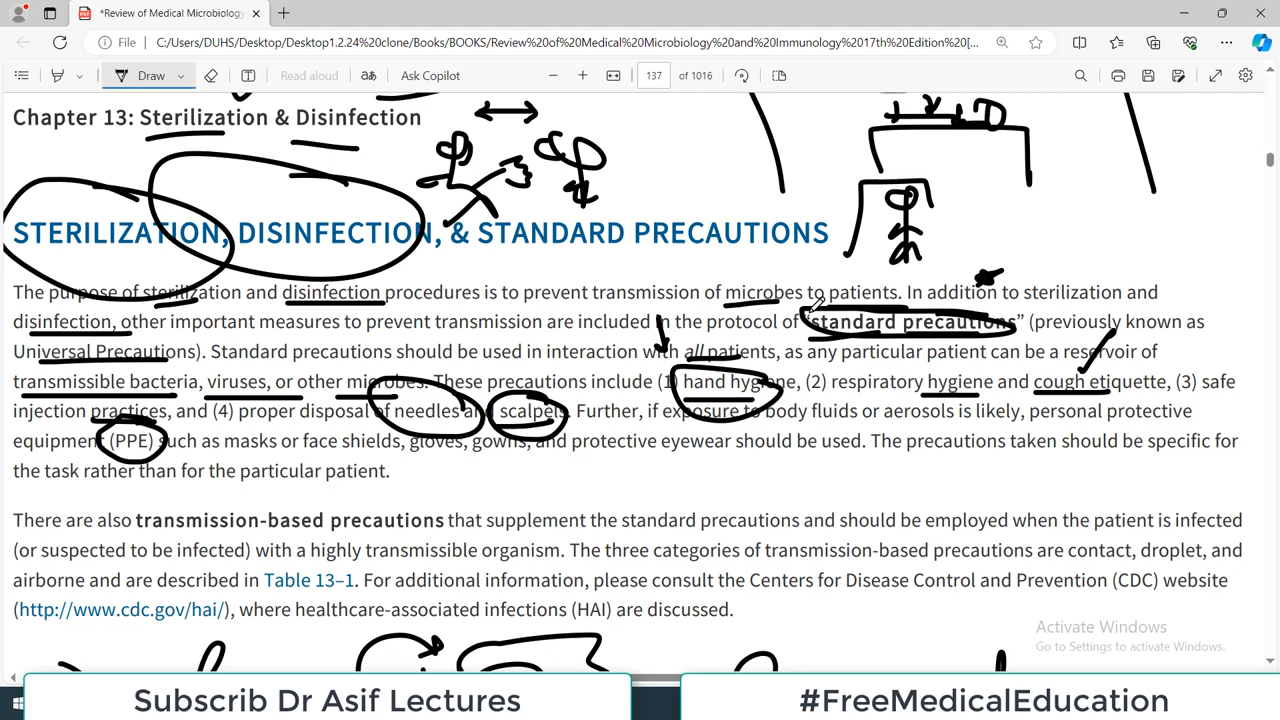 *Review of Medical Microbiology
File
C:/Users/DUHS/Desktop/Desktop1.2.24%20clone/Books/BOOKS/Review%20of%20Medical%20Microbiology%20and%20Immunology%2017th%20Edition%20[...
Draw
Read aloud
Ask Copilot
137 of 1016
Chapter 13: Sterilization & Disinfection
STERILIZATION, DISINFECTION, & STANDARD PRECAUTIONS
The purpose of sterilization and disinfection procedures is to prevent transmission of microbes to patients. In addition to sterilization and
disinfection, other important measures to prevent transmission are included in the protocol of “standard precautions” (previously known as
Universal Precautions). Standard precautions should be used in interaction with all patients, as any particular patient can be a reservoir of
transmissible bacteria, viruses, or other microbes. These precautions include (1) hand hygiene, (2) respiratory hygiene and cough etiquette, (3) safe
injection practices, and (4) proper disposal of needles and scalpels. Further, if exposure to body fluids or aerosols is likely, personal protective
equipment (PPE) such as masks or face shields, gloves, gowns, and protective eyewear should be used. The precautions taken should be specific for
the task rather than for the particular patient.
There are also transmission-based precautions that supplement the standard precautions and should be employed when the patient is infected
(or suspected to be infected) with a highly transmissible organism. The three categories of transmission-based precautions are contact, droplet, and
airborne and are described in Table 13–1. For additional information, please consult the Centers for Disease Control and Prevention (CDC) website
(http://www.cdc.gov/hai/), where healthcare-associated infections (HAI) are discussed.
Activate Windows
Go to Settings to activate Windows.
Subscrib Dr Asif Lectures
#FreeMedicalEducation